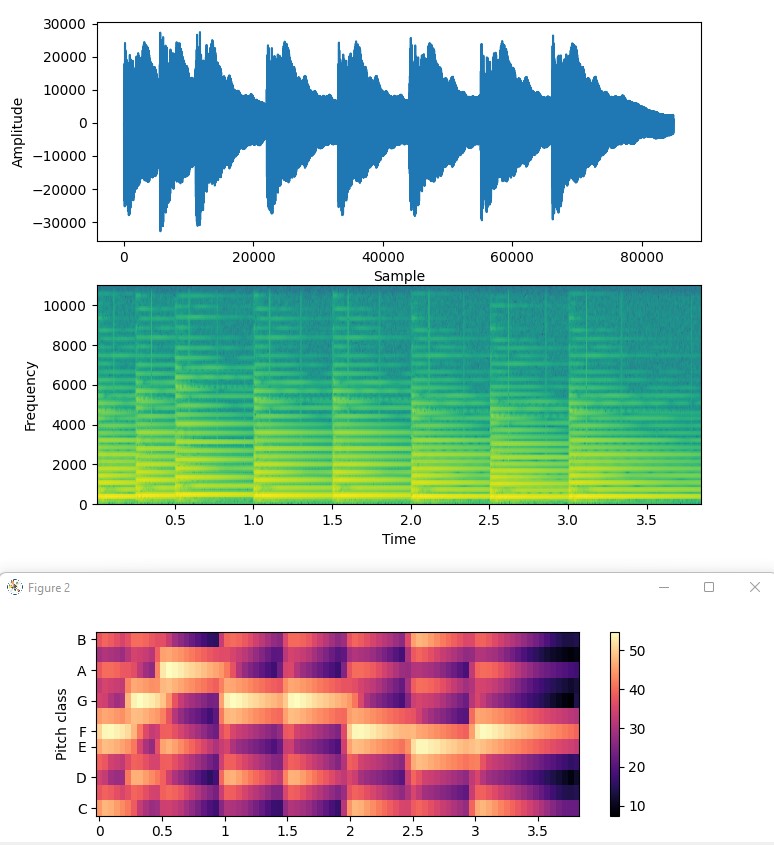 30000
20000
10000
0
−10000
−20000
−30000
Amplitude
0 20000 40000 60000 80000
Sample
10000
8000
6000
4000
2000
0
Frequency
0.5 1.0 1.5 2.0 2.5 3.0 3.5
Time
Figure 2
B
A
G
F
E
D
C
Pitch class
0 0.5 1 1.5 2 2.5 3 3.5
50
40
30
20
10